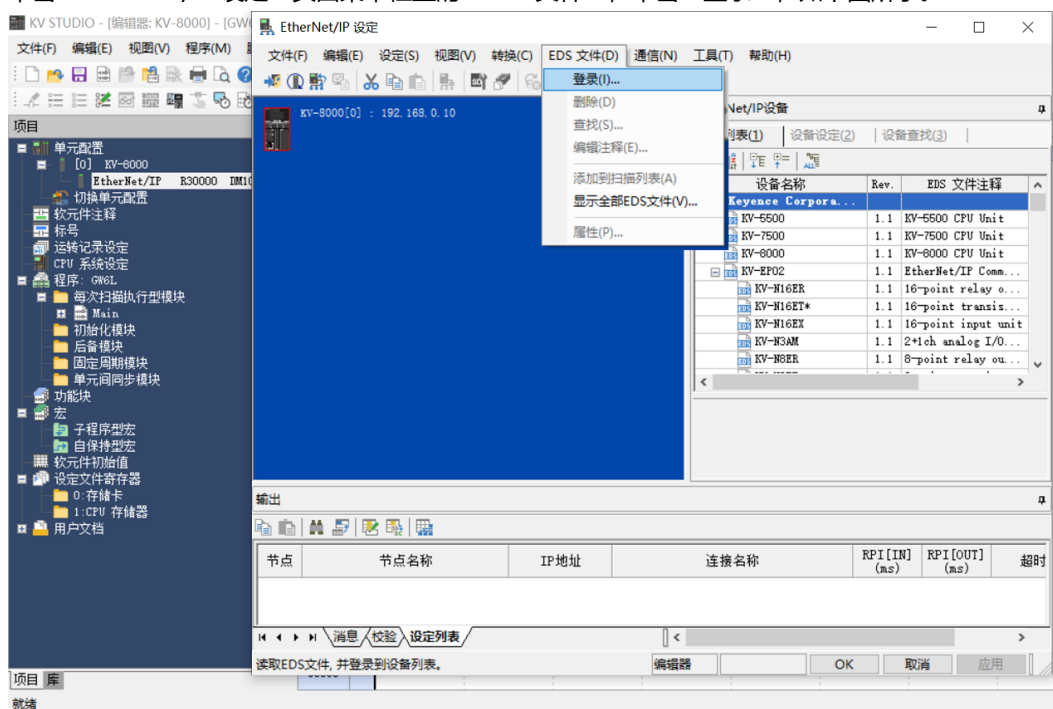 KV STUDIO - [编辑器: KV-8000] - [GW
文件(F) 编辑(E) 视图(V) 程序(M)
项目
单元配置
[0] KV-8000
EtherNet/IP R30000 DM10
切换单元配置
软元件注释
标号
运转记录设定
CPU 系统设定
程序: GW6L
每次扫描执行型模块
Main
初始化模块
后备模块
固定周期模块
单元间同步模块
功能块
宏
子程序型宏
自保持型宏
软元件初始值
设定文件寄存器
0:存储卡
1:CPU 存储器
用户文档
项目 库
就绪
EtherNet/IP 设定
文件(F) 编辑(E) 设定(S) 视图(V) 转换(C) EDS 文件(D) 通信(N) 工具(T) 帮助(H)
登录(I)...
删除(D)
查找(S)...
编辑注释(E)...
添加到扫描列表(A)
显示全部EDS文件(V)...
属性(P)...
KV-8000[0] : 192.168.0.10
Net/IP设备
列表(1) 设备设定(2) 设备查找(3)
设备名称 Rev. EDS 文件注释
Keyence Corpora...
KV-5500 1.1 KV-5500 CPU Unit
KV-7500 1.1 KV-7500 CPU Unit
KV-8000 1.1 KV-8000 CPU Unit
KV-EP02 1.1 EtherNet/IP Comm...
KV-N16ER 1.1 16-point relay o...
KV-N16ET* 1.1 16-point transis...
KV-N16EX 1.1 16-point input unit
KV-N3AM 1.1 2+1ch analog I/O...
KV-N8ER 1.1 8-point relay ou...
输出
节点 节点名称 IP地址 连接名称 RPI[IN] (ms) RPI[OUT] (ms) 超时
消息 校验 设定列表
读取EDS文件, 并登录到设备列表。 编辑器 OK 取消 应用